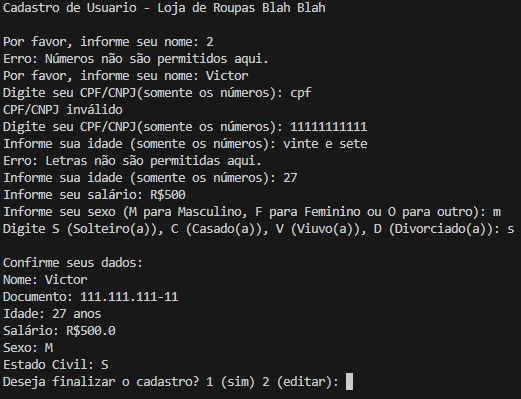 Cadastro de Usuario - Loja de Roupas Blah Blah
Por favor, informe seu nome: 2
Erro: Números não são permitidos aqui.
Por favor, informe seu nome: Victor
Digite seu CPF/CNPJ(somente os números): cpf
CPF/CNPJ inválido
Digite seu CPF/CNPJ(somente os números): 11111111111
Informe sua idade (somente os números): vinte e sete
Erro: Letras não são permitidas aqui.
Informe sua idade (somente os números): 27
Informe seu salário: R$500
Informe seu sexo (M para Masculino, F para Feminino ou O para outro): m
Digite S (Solteiro(a)), C (Casado(a)), V (Viuvo(a)), D (Divorciado(a)): s
Confirme seus dados:
Nome: Victor
Documento: 111.111.111-11
Idade: 27 anos
Salário: R$500.0
Sexo: M
Estado Civil: S
Deseja finalizar o cadastro? 1 (sim) 2 (editar):